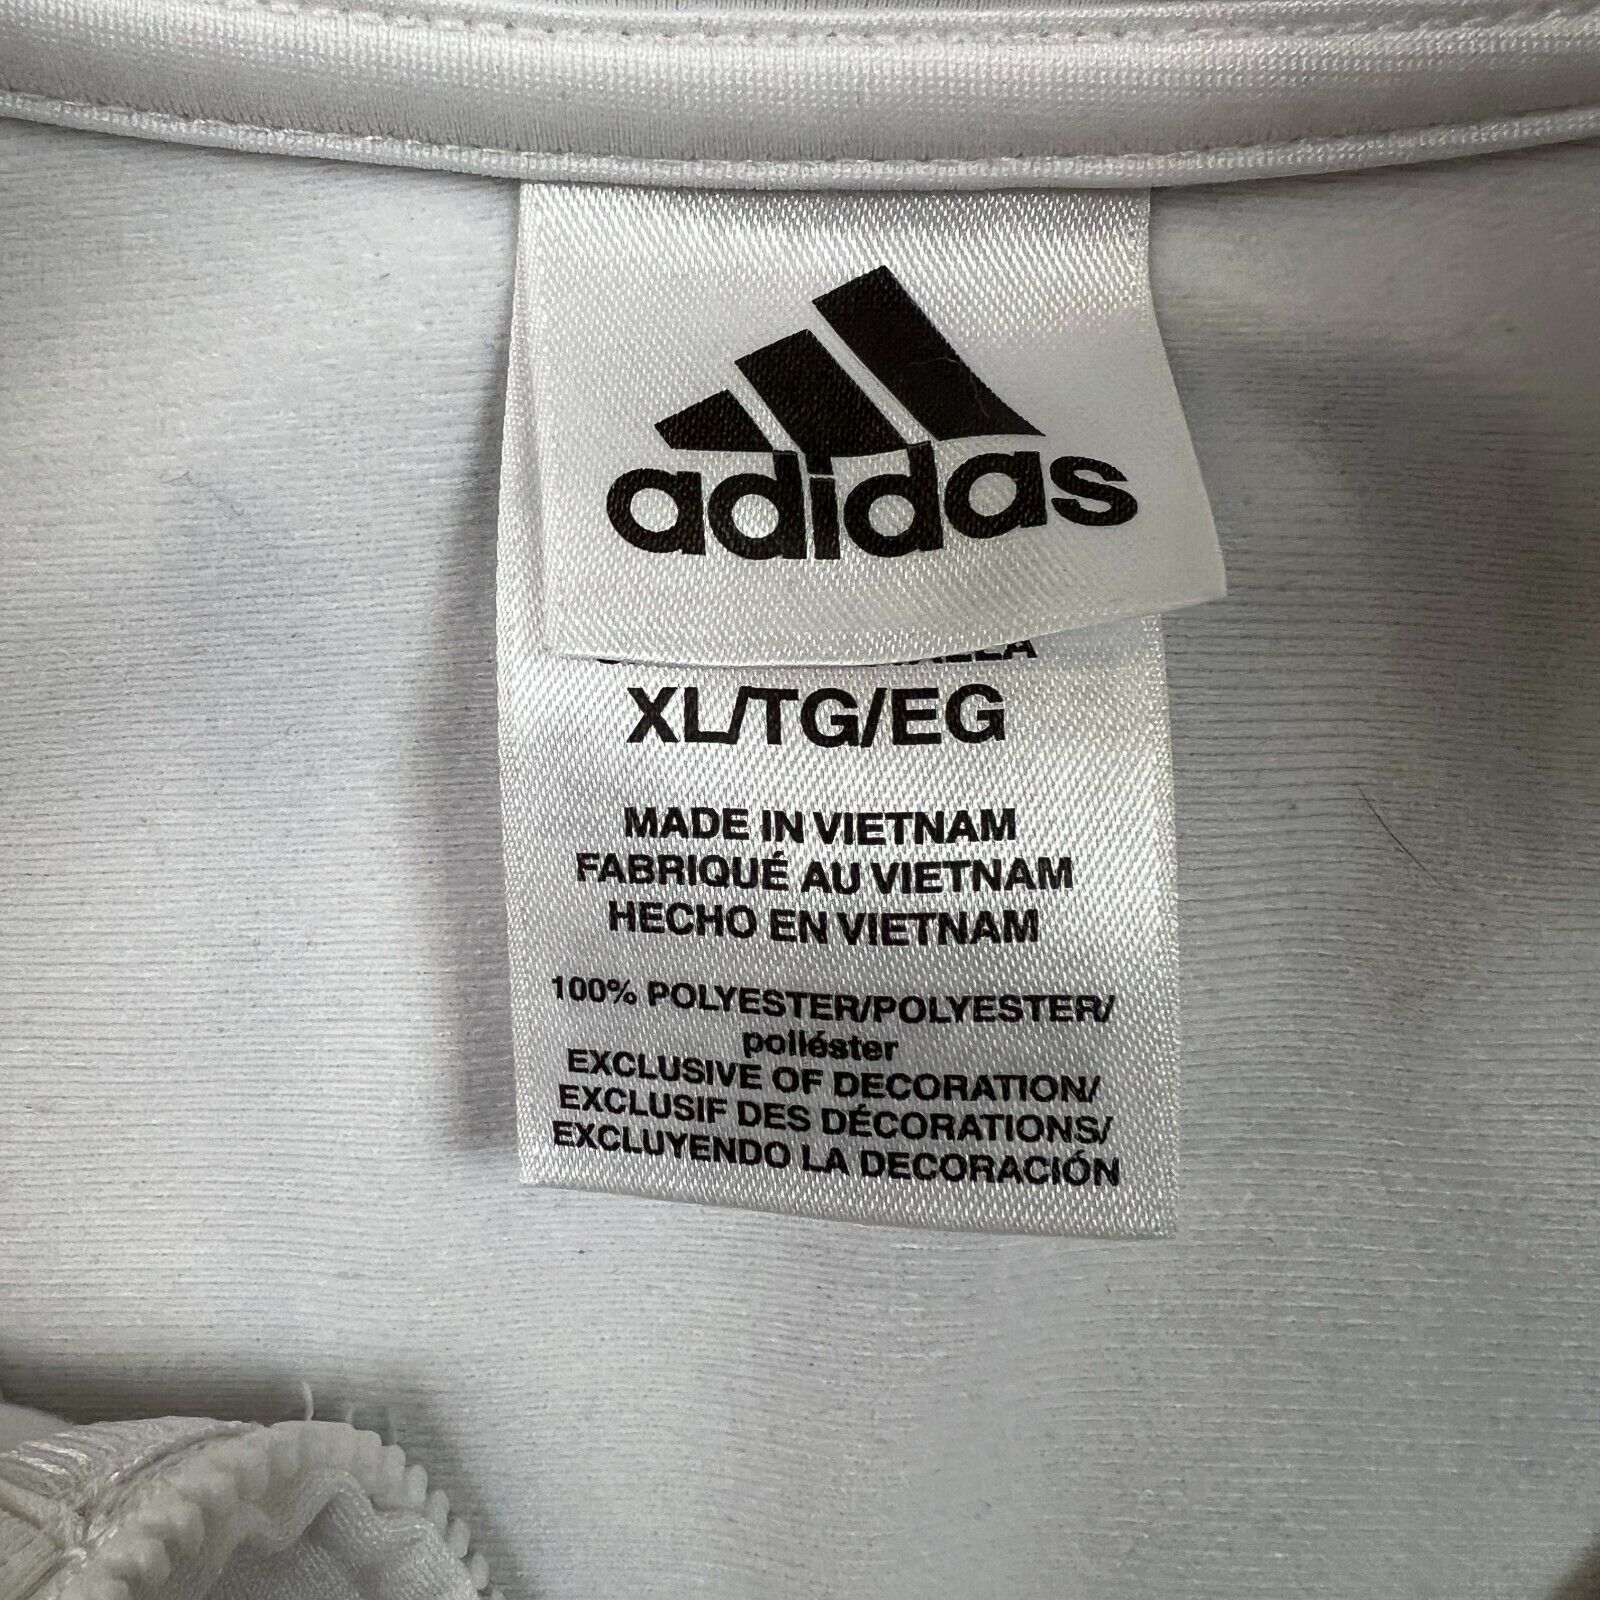 adidas
XL/TG/EG
MADE IN VIETNAM
FABRIQUÉ AU VIETNAM
HECHO EN VIETNAM
100% POLYESTER/POLYESTER/
poliéster
EXCLUSIVE OF DECORATION/
EXCLUSIF DES DÉCORATIONS/
EXCLUYENDO LA DECORACIÓN